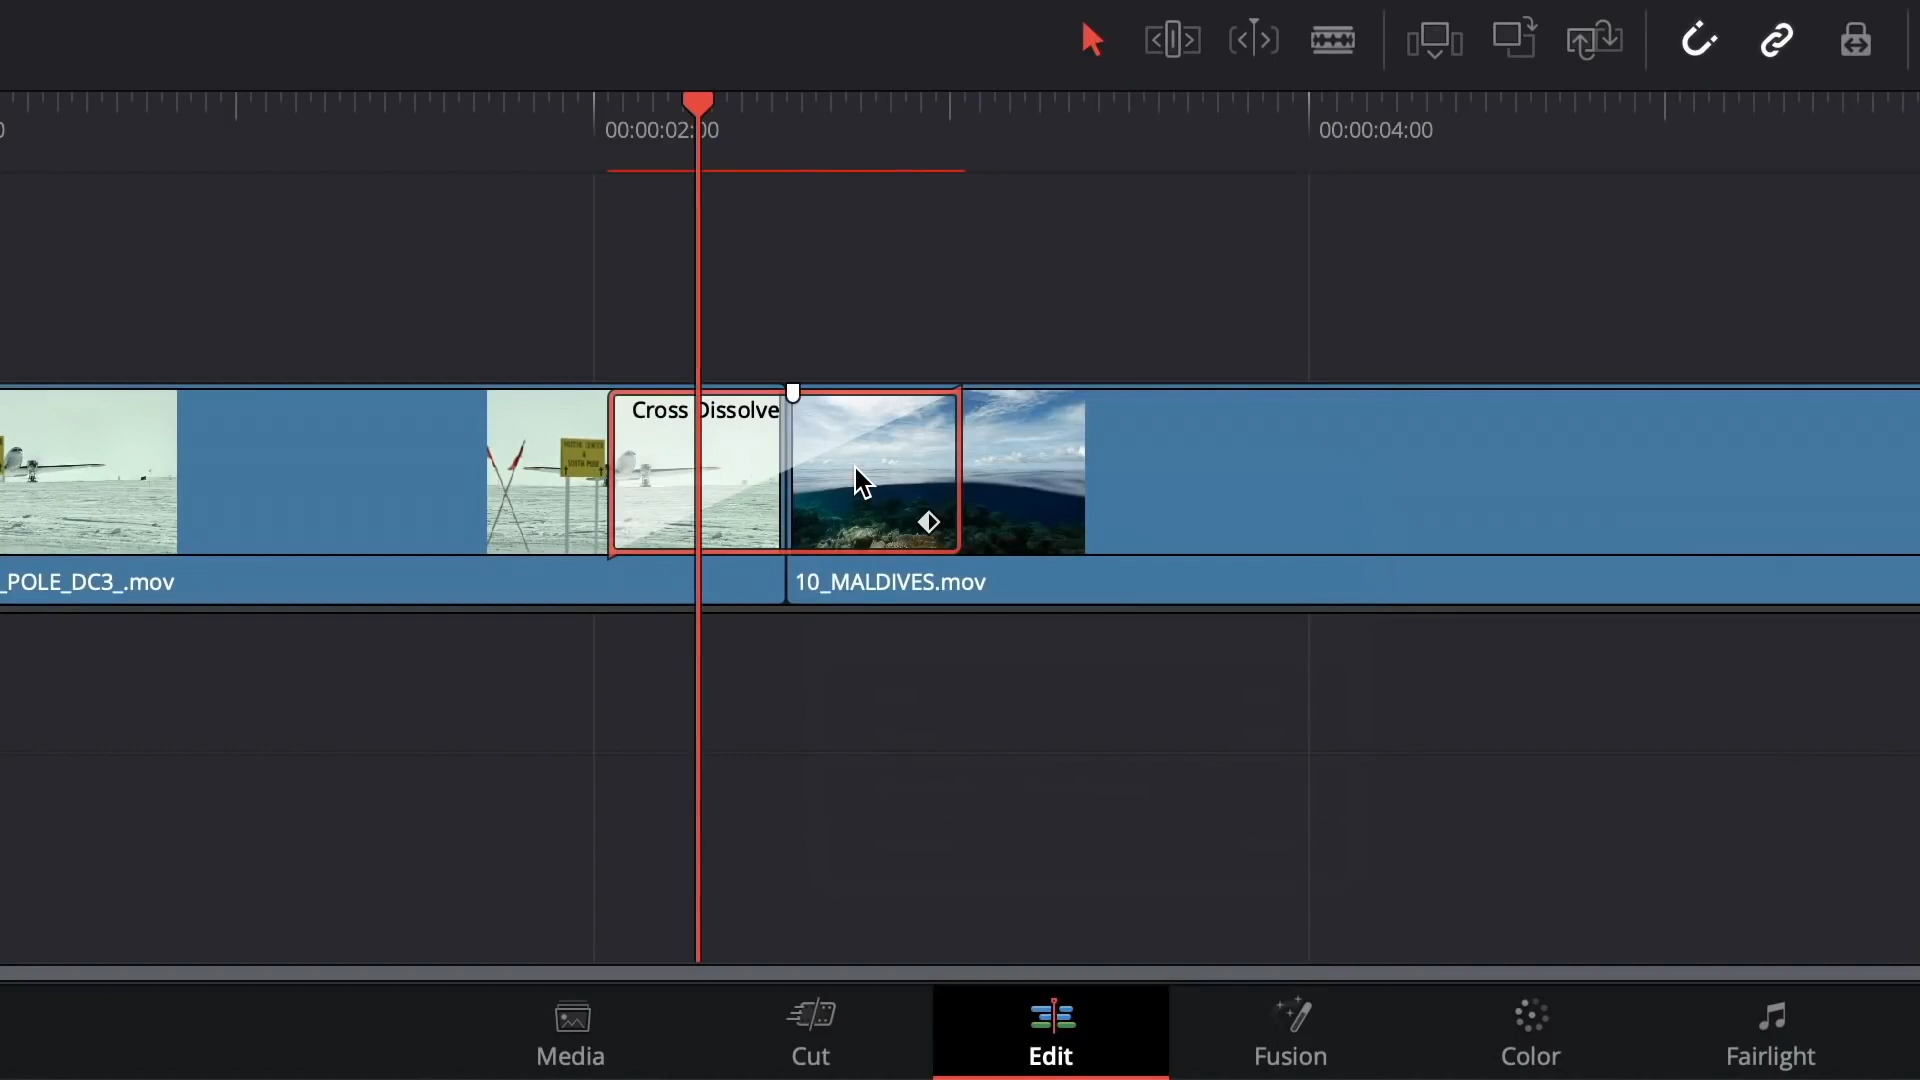 00:00:02:00
00:00:04:00
Cross Dissolve
_POLE_DC3_.mov
10_MALDIVES.mov
Media
Cut
Edit
Fusion
Color
Fairlight